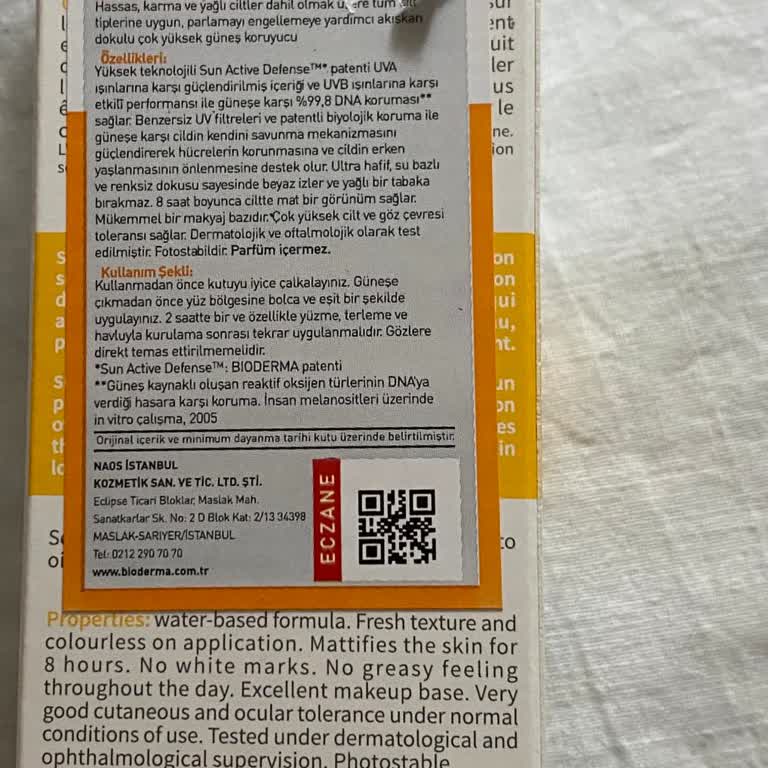 Hassas, karma ve yağlı ciltler dahil olmak üzere tüm cilt
tiplerine uygun, parlamayı engellemeye yardımcı akışkan
dokulu çok yüksek güneş koruyucu
Özellikleri:
Yüksek teknolojili Sun Active Defense™* patenti UVA
ışınlarına karşı güçlendirilmiş içeriği ve UVB ışınlarına karşı
etkili performansı ile güneşe karşı %99,8 DNA koruması**
sağlar. Benzersiz UV filtreleri ve patentli biyolojik koruma ile
güneşe karşı cildin kendini savunma mekanizmasını
güçlendirerek hücrelerin korunmasına ve cildin erken
yaşlanmasının önlenmesine destek olur. Ultra hafif, su bazlı
ve renksiz dokusu sayesinde beyaz izler ve yağlı bir tabaka
bırakmaz. 8 saat boyunca ciltte mat bir görünüm sağlar.
Mükemmel bir makyaj bazıdır. Çok yüksek cilt ve göz çevresi
toleransı sağlar. Dermatolojik ve oftalmolojik olarak test
edilmiştir. Fotostabildir. Parfüm içermez.
Kullanım Şekli:
Kullanmadan önce kutuyu iyice çalkalayınız. Güneşe
çıkmadan önce yüz bölgesine bolca ve eşit bir şekilde
uygulayınız. 2 saatte bir ve özellikle yüzme, terleme ve
havluyla kurulama sonrası tekrar uygulanmalıdır. Gözlere
direkt temas ettirilmemelidir.
*Sun Active Defense™: BIODERMA patenti
**Güneş kaynaklı oluşan reaktif oksijen türlerinin DNA'ya
verdiği hasara karşı koruma. İnsan melanositleri üzerinde
in vitro çalışma, 2005
Orijinal içerik ve minimum dayanma tarihi kutu üzerinde belirtilmiştir.
NAOS İSTANBUL
KOZMETİK SAN. VE TİC. LTD. ŞTİ.
Eclipse Ticari Bloklar, Maslak Mah.
Sanatkarlar Sk. No: 2 D Blok Kat: 2/13 34398
MASLAK-SARIYER/İSTANBUL
Tel: 0212 290 70 70
www.bioderma.com.tr
ECZANE
Properties: water-based formula. Fresh texture and
colourless on application. Mattifies the skin for
8 hours. No white marks. No greasy feeling
throughout the day. Excellent makeup base. Very
good cutaneous and ocular tolerance under normal
conditions of use. Tested under dermatological and
ophthalmological supervision. Photostable